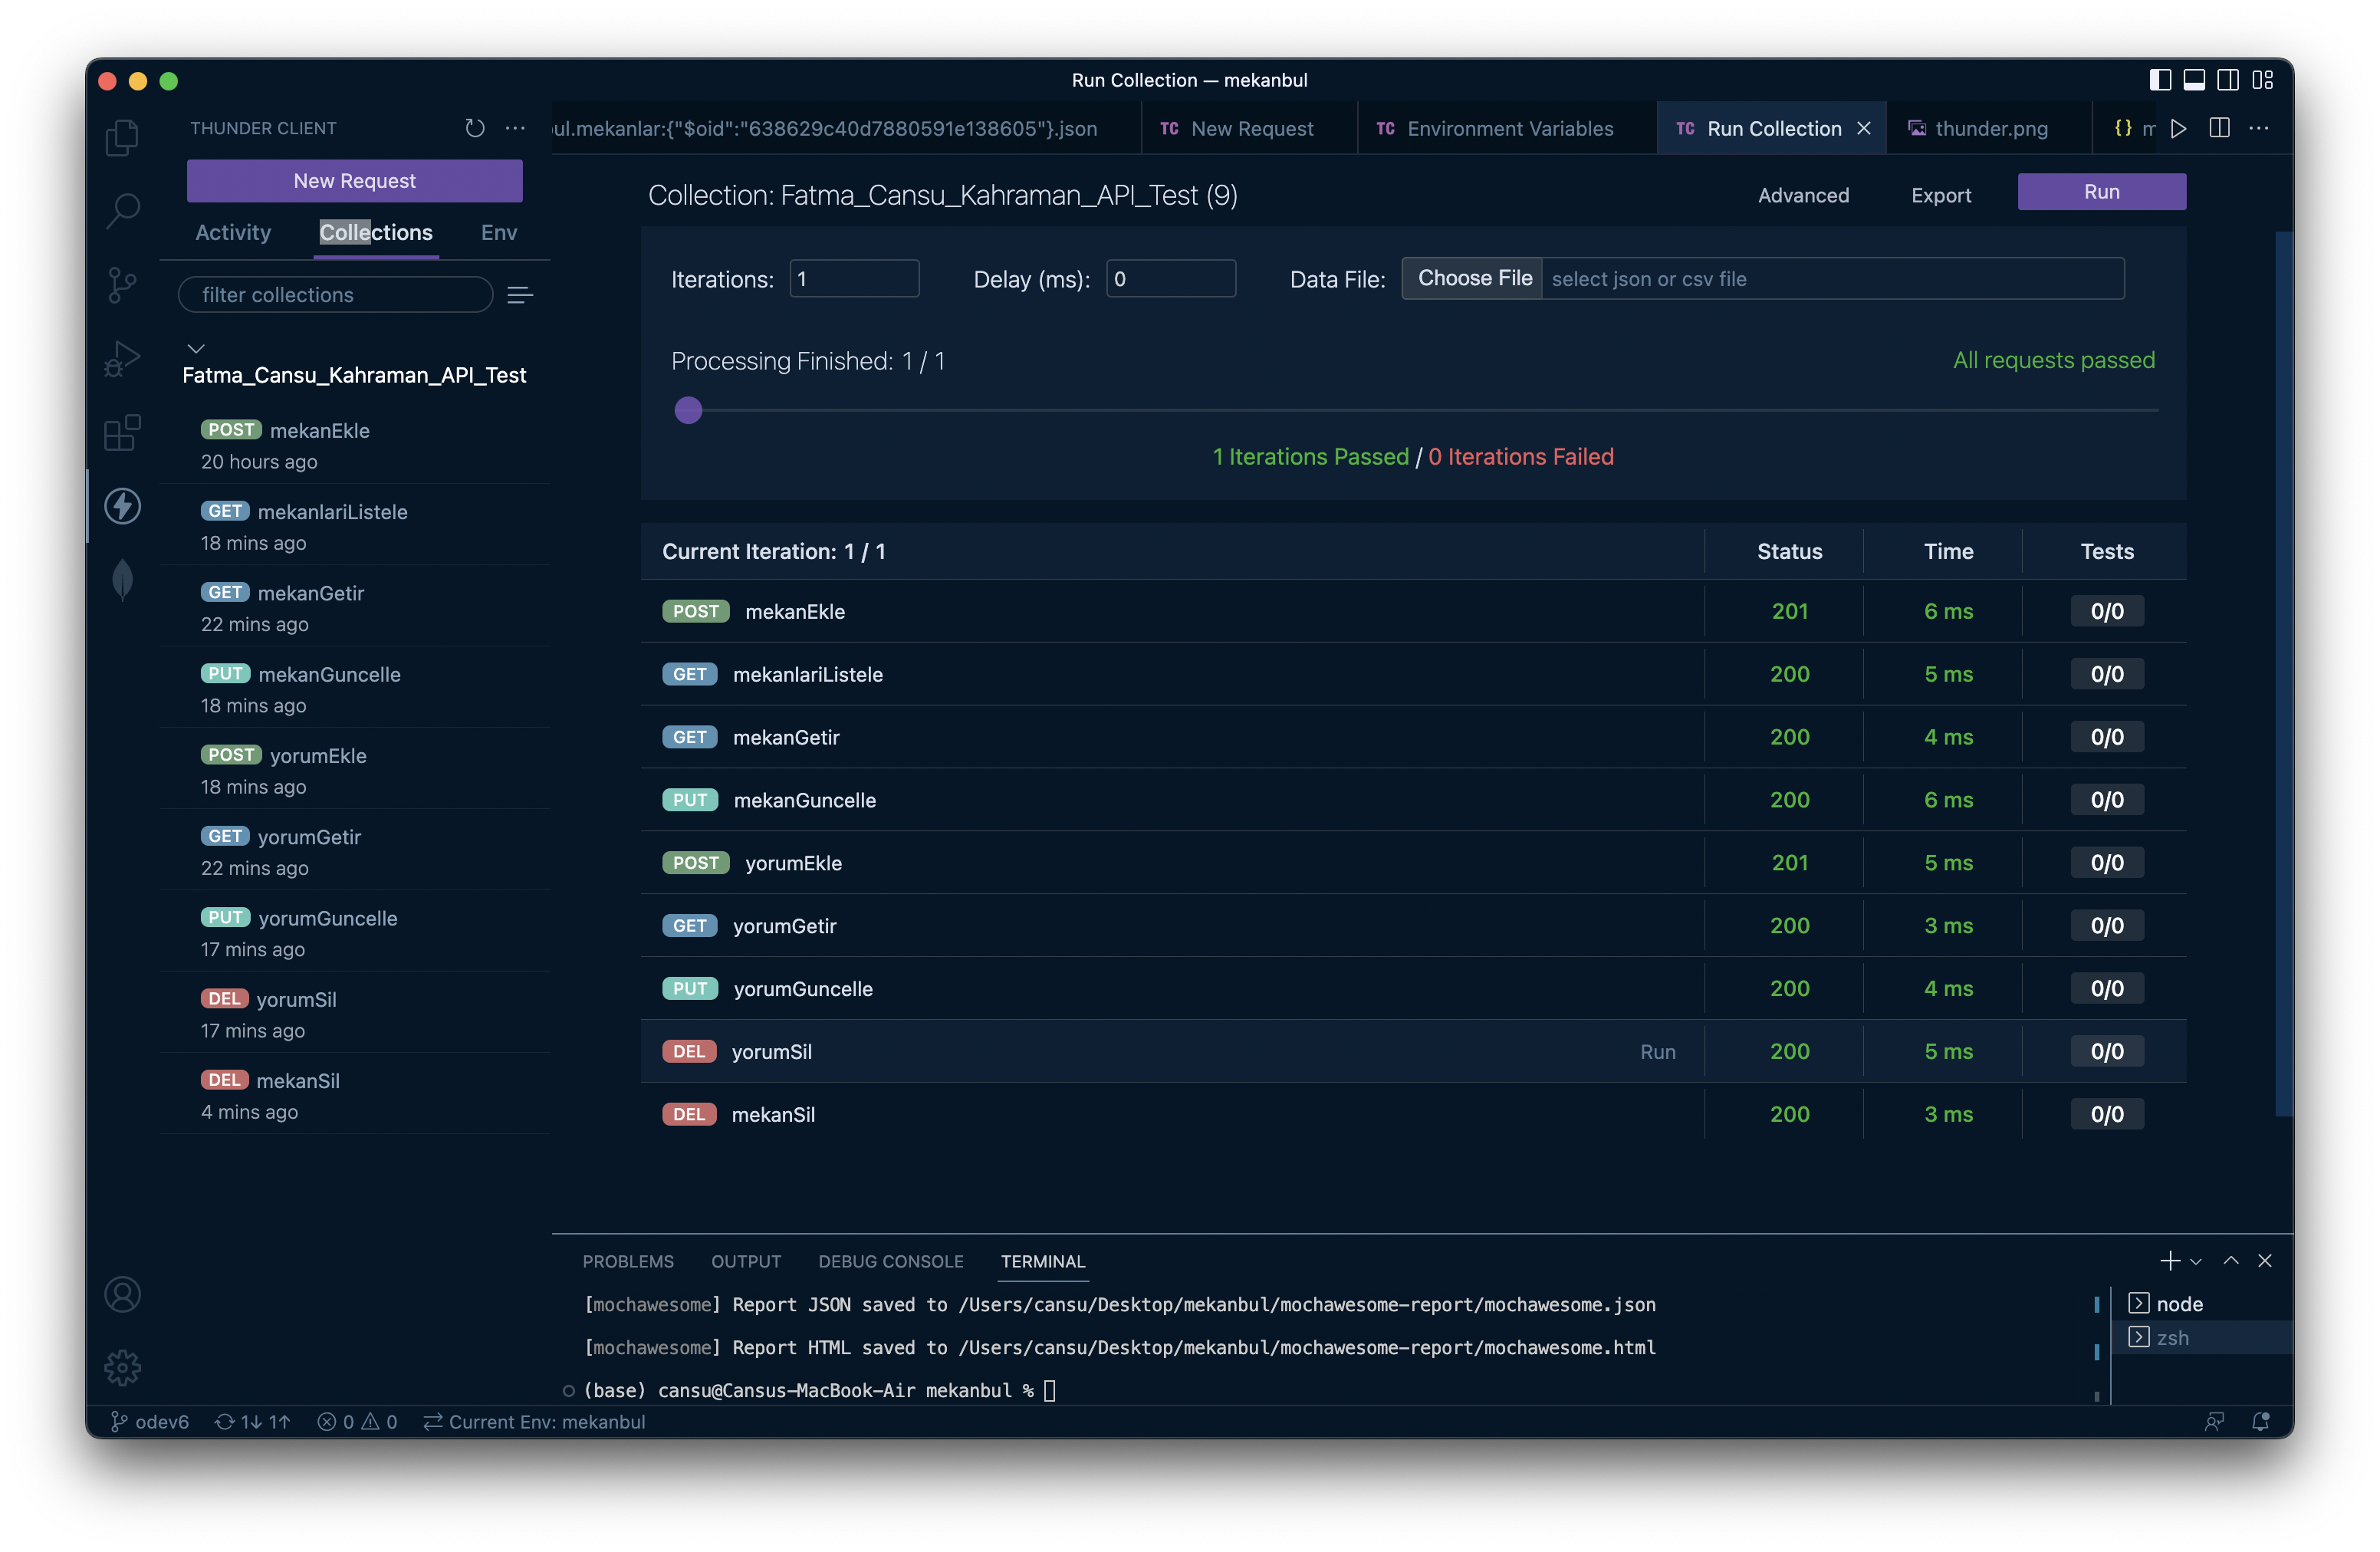 Run Collection — mekanbul
THUNDER CLIENT
New Request
Activity Collections Env
filter collections
Fatma_Cansu_Kahraman_API_Test
POST mekanEkle
20 hours ago
GET mekanlariListele
18 mins ago
GET mekanGetir
22 mins ago
PUT mekanGuncelle
18 mins ago
POST yorumEkle
18 mins ago
GET yorumGetir
22 mins ago
PUT yorumGuncelle
17 mins ago
DEL yorumSil
17 mins ago
DEL mekanSil
4 mins ago
ul.mekanlar:{"$oid":"638629c40d7880591e138605"}.json TC New Request TC Environment Variables TC Run Collection thunder.png {} m
Collection: Fatma_Cansu_Kahraman_API_Test (9) Advanced Export Run
Iterations: 1 Delay (ms): 0 Data File: Choose File select json or csv file
Processing Finished: 1 / 1 All requests passed
1 Iterations Passed / 0 Iterations Failed
Current Iteration: 1 / 1 Status Time Tests
POST mekanEkle 201 6 ms 0/0
GET mekanlariListele 200 5 ms 0/0
GET mekanGetir 200 4 ms 0/0
PUT mekanGuncelle 200 6 ms 0/0
POST yorumEkle 201 5 ms 0/0
GET yorumGetir 200 3 ms 0/0
PUT yorumGuncelle 200 4 ms 0/0
DEL yorumSil Run 200 5 ms 0/0
DEL mekanSil 200 3 ms 0/0
PROBLEMS OUTPUT DEBUG CONSOLE TERMINAL
[mochawesome] Report JSON saved to /Users/cansu/Desktop/mekanbul/mochawesome-report/mochawesome.json
[mochawesome] Report HTML saved to /Users/cansu/Desktop/mekanbul/mochawesome-report/mochawesome.html
(base) cansu@Cansus-MacBook-Air mekanbul %
node
zsh
odev6 1↓ 1↑ 0 0 Current Env: mekanbul